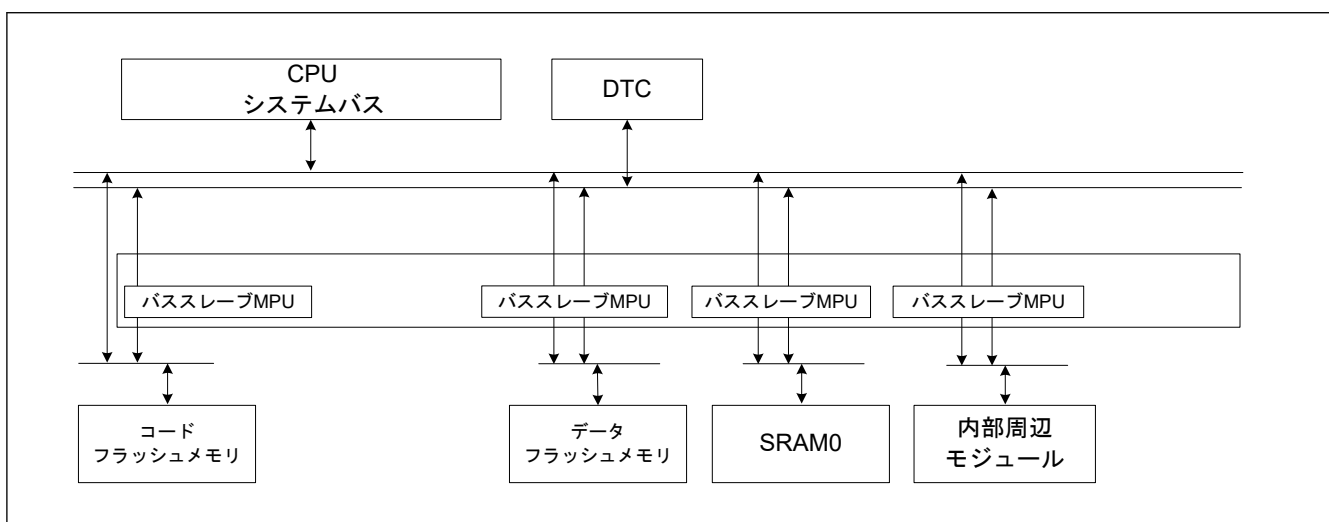 CPU
システムバス
DTC
バススレーブMPU
バススレーブMPU
バススレーブMPU
バススレーブMPU
コード
フラッシュメモリ
データ
フラッシュメモリ
SRAM0
内部周辺
モジュール